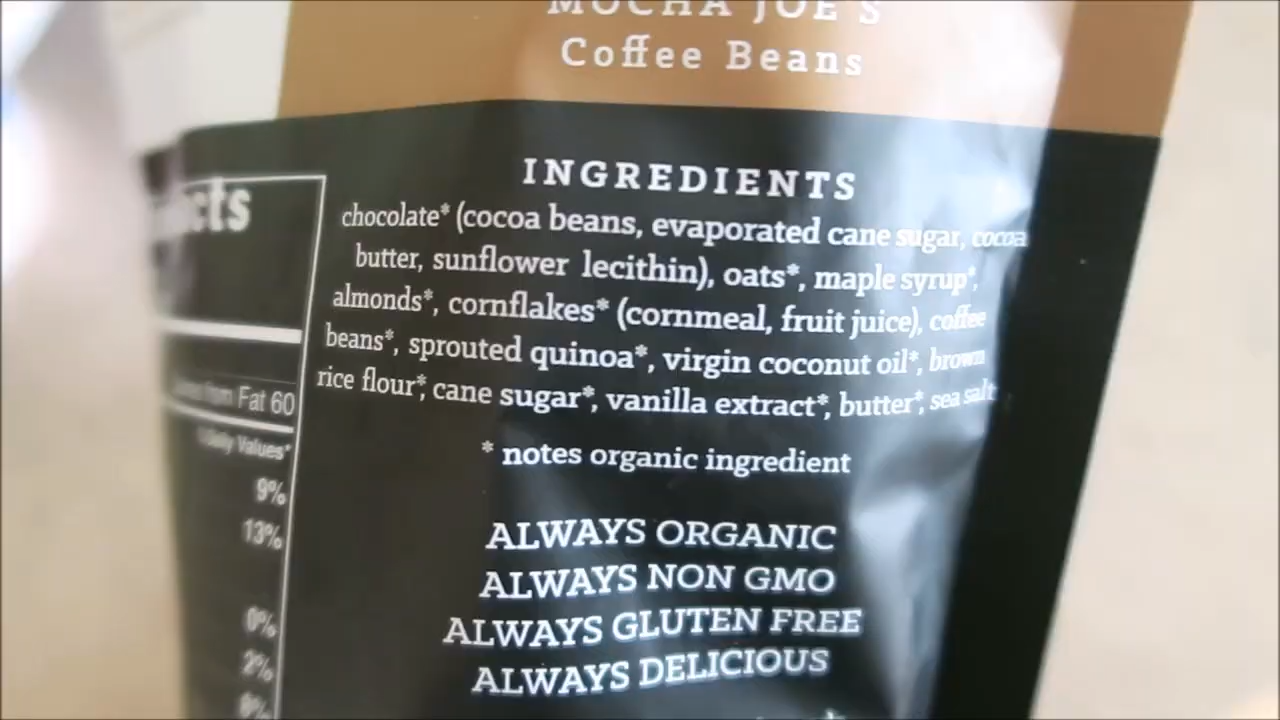 MOCHA JOE'S
Coffee Beans
INGREDIENTS
chocolate* (cocoa beans, evaporated cane sugar, cocoa
butter, sunflower lecithin), oats*, maple syrup*,
almonds*, cornflakes* (cornmeal, fruit juice), coffee
beans*, sprouted quinoa*, virgin coconut oil*, brown
rice flour*, cane sugar*, vanilla extract*, butter*, sea salt
* notes organic ingredient
ALWAYS ORGANIC
ALWAYS NON GMO
ALWAYS GLUTEN FREE
ALWAYS DELICIOUS
from Fat 60
Values*
9%
13%
0%
2%